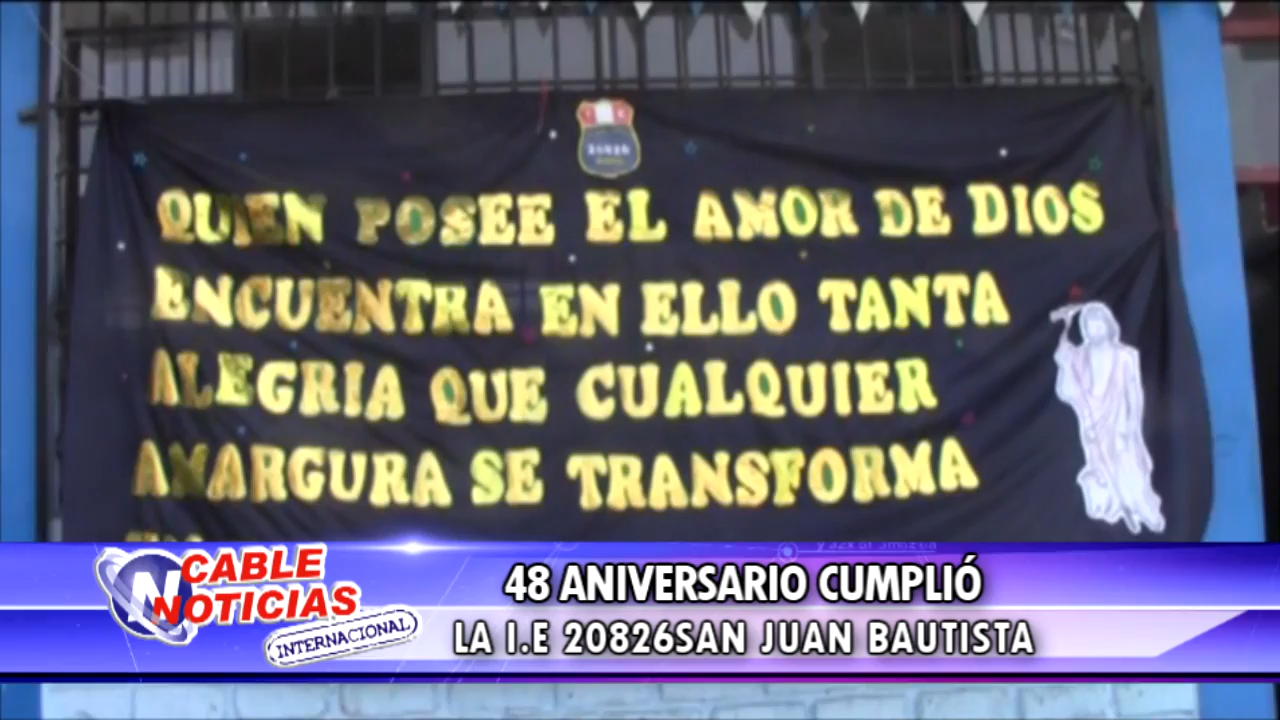 20826
QUIEN POSEE EL AMOR DE DIOS
ENCUENTRA EN ELLO TANTA
ALEGRIA QUE CUALQUIER
AMARGURA SE TRANSFORMA
CABLE
NOTICIAS
INTERNACIONAL
48 ANIVERSARIO CUMPLIÓ
LA I.E 20826SAN JUAN BAUTISTA